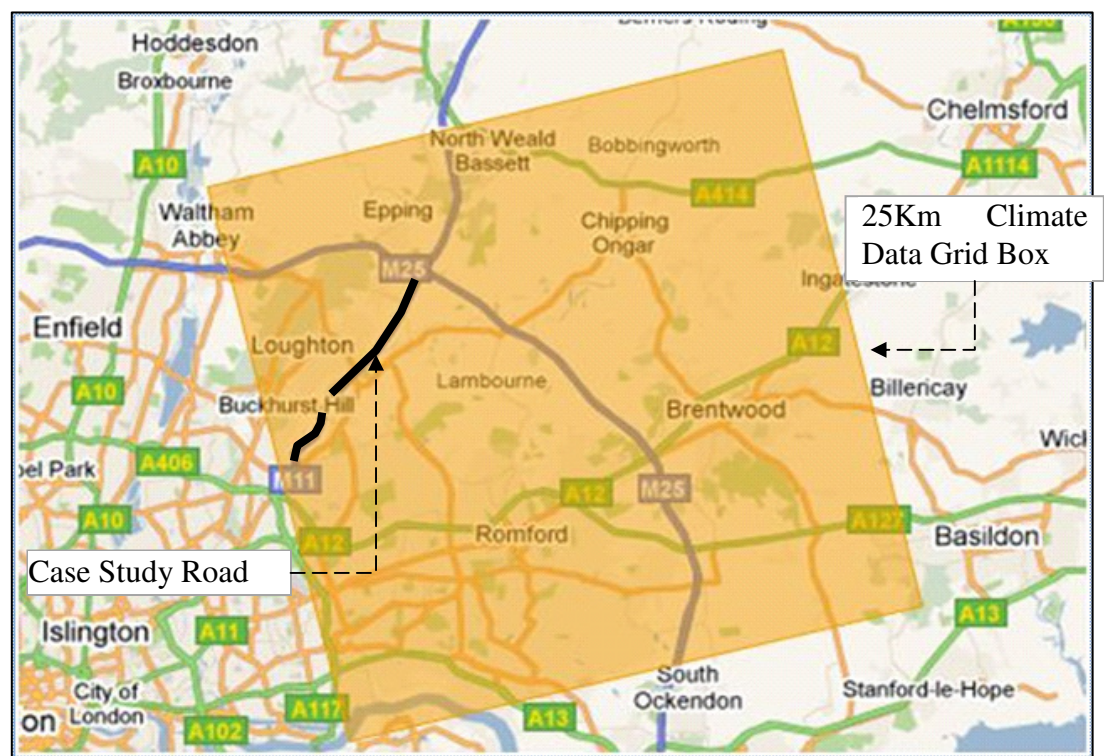 Hoddesdon
Broxbourne
Chelmsford
A10
North Weald
Bassett
Bobbingworth
A1114
A414
Waltham
Abbey
Epping
Chipping
Ongar
25Km Climate
Data Grid Box
M25
Enfield
Loughton
A12
Lambourne
Billericay
A10
Buckhurst Hill
Brentwood
A406
M11
A12
M25
A10
A127
A12
Romford
Basildon
Case Study Road
A13
Islington
A11
South
Ockendon
Stanford-le-Hope
City of
London
A117
A13
A102